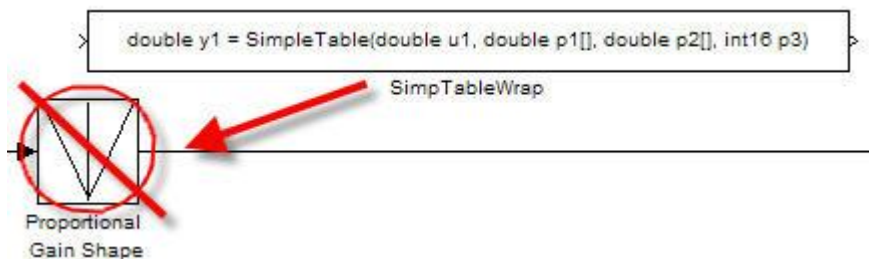 double y1 = SimpleTable(double u1, double p1[], double p2[], int16 p3)
SimpTableWrap
Proportional
Gain Shape